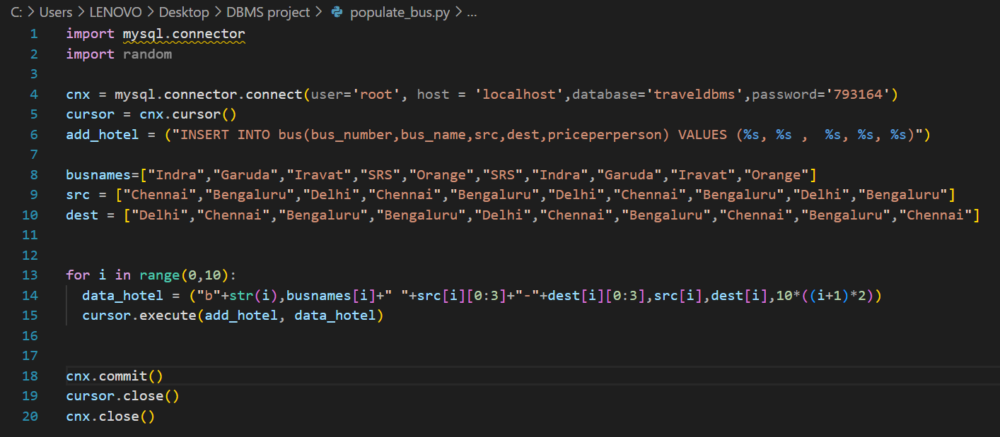 C: > Users > LENOVO > Desktop > DBMS project > populate_bus.py > ...
1 import mysql.connector
2 import random
3
4 cnx = mysql.connector.connect(user='root', host = 'localhost',database='traveldbms',password='793164')
5 cursor = cnx.cursor()
6 add_hotel = ("INSERT INTO bus(bus_number,bus_name,src,dest,priceperperson) VALUES (%s, %s ,  %s, %s, %s)")
7
8 busnames=["Indra","Garuda","Iravat","SRS","Orange","SRS","Indra","Garuda","Iravat","Orange"]
9 src = ["Chennai","Bengaluru","Delhi","Chennai","Bengaluru","Delhi","Chennai","Bengaluru","Delhi","Bengaluru"]
10 dest = ["Delhi","Chennai","Bengaluru","Bengaluru","Delhi","Chennai","Bengaluru","Chennai","Bengaluru","Chennai"]
11
12
13 for i in range(0,10):
14   data_hotel = ("b"+str(i),busnames[i]+" "+src[i][0:3]+"-"+dest[i][0:3],src[i],dest[i],10*((i+1)*2))
15   cursor.execute(add_hotel, data_hotel)
16
17
18 cnx.commit()
19 cursor.close()
20 cnx.close()